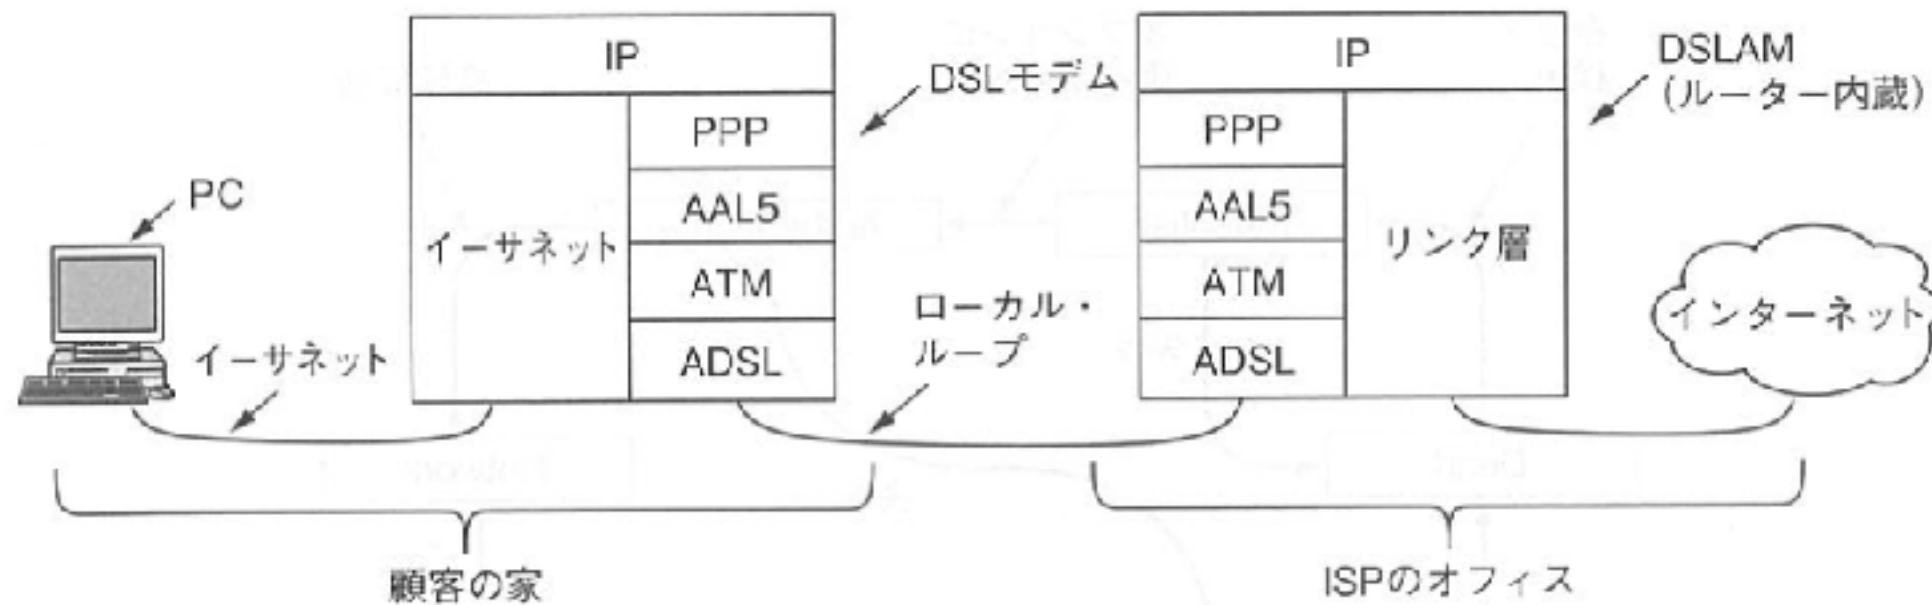 IP
IP
DSLモデム
DSLAM
(ルーター内蔵)
PPP
PPP
PC
AAL5
AAL5
イーサネット
リンク層
ATM
ATM
ローカル・
ループ
インターネット
イーサネット
ADSL
ADSL
顧客の家
ISPのオフィス